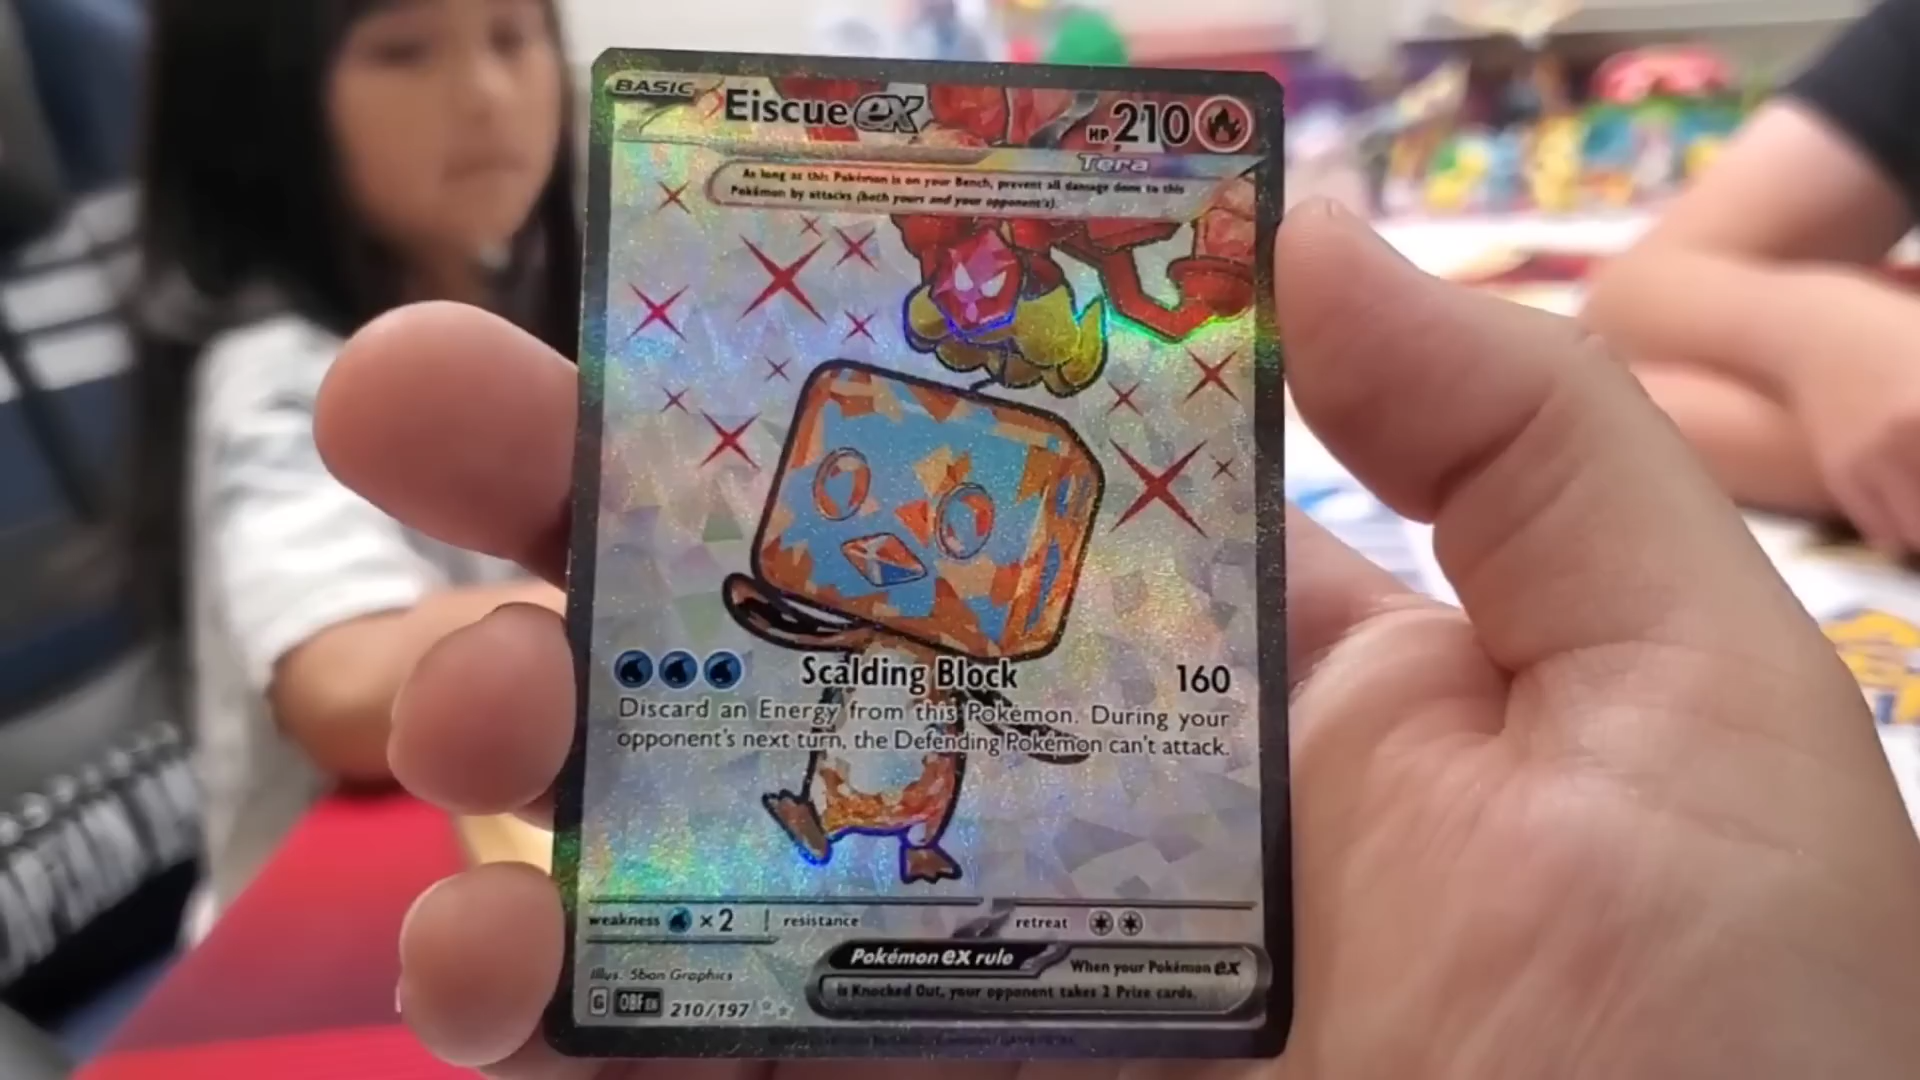 BASIC
Eiscue ex
HP 210
Tera
As long as this Pokémon is on your Bench, prevent all damage done to this
Pokémon by attacks (both yours and your opponent's).
Scalding Block 160
Discard an Energy from this Pokémon. During your
opponent's next turn, the Defending Pokémon can't attack.
weakness ×2 resistance retreat
Pokémon ex rule
When your Pokémon ex
is Knocked Out, your opponent takes 2 Prize cards.
Illus. 5ban Graphics
G OBF EN 210/197